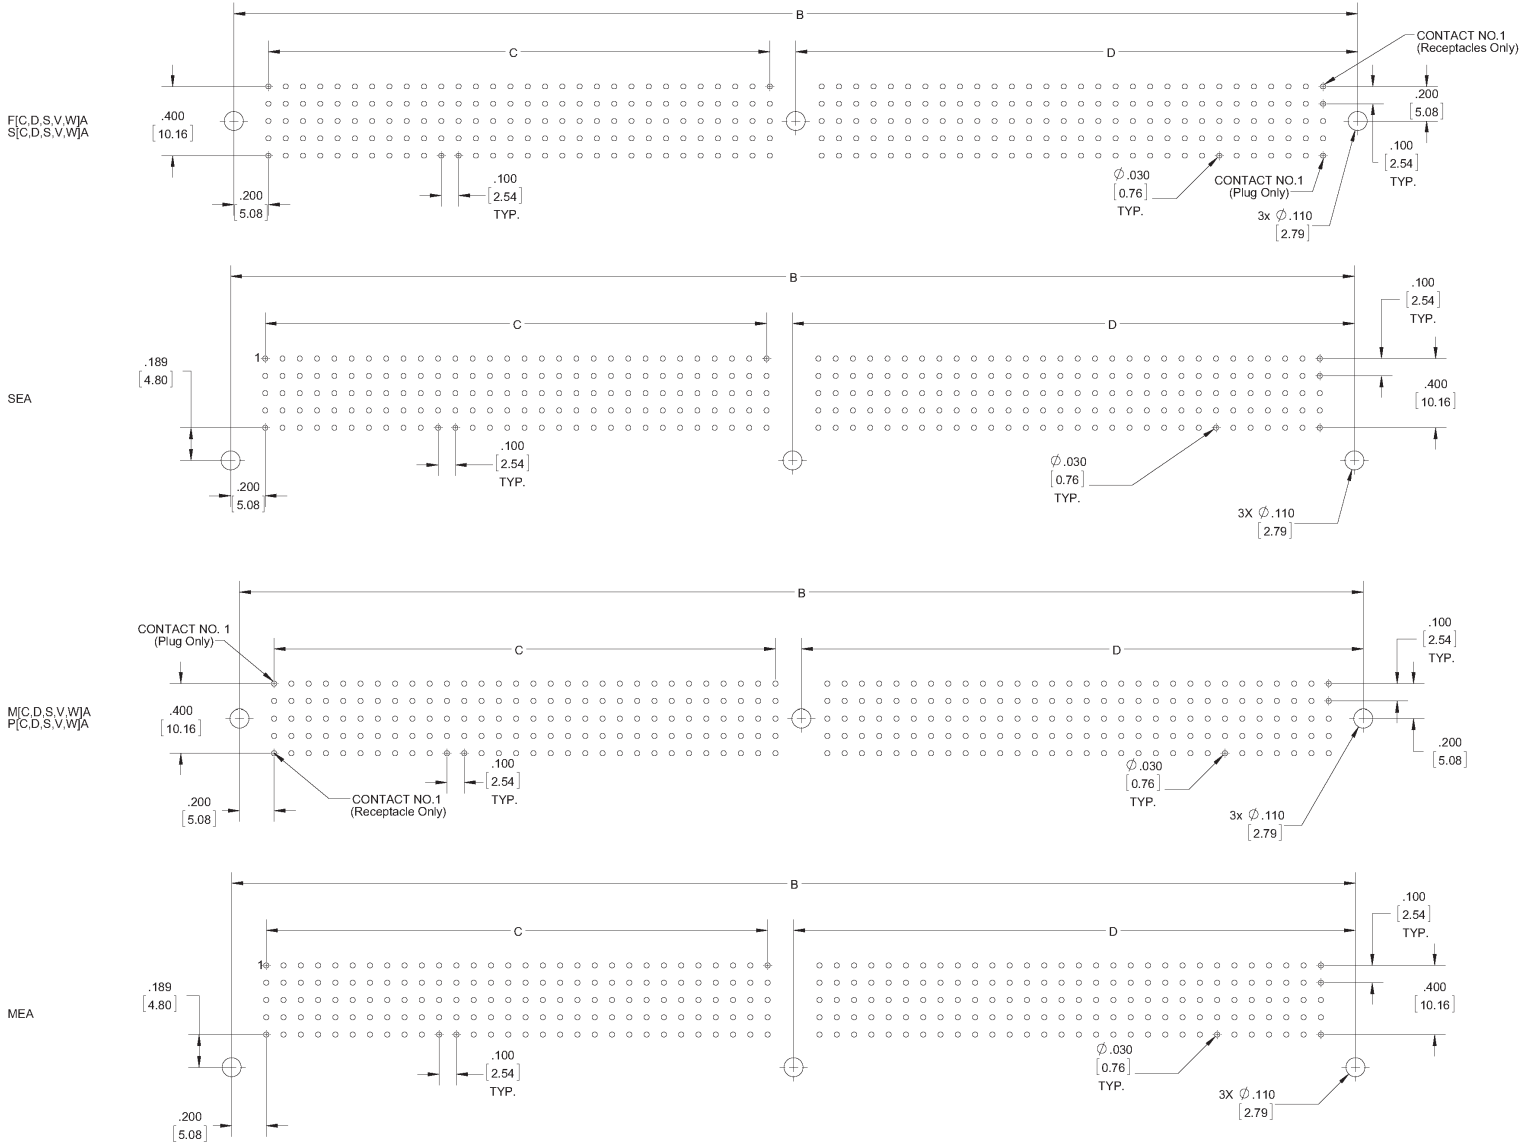 B
C
D
CONTACT NO.1
(Receptacles Only)
F[C,D,S,V,W]A
S[C,D,S,V,W]A
.400
[10.16]
.200
[5.08]
.100
[2.54]
TYP.
.200
[5.08]
.100
[2.54]
TYP.
Ø.030
[0.76]
TYP.
CONTACT NO.1
(Plug Only)
3x Ø.110
[2.79]
B
C
D
.100
[2.54]
TYP.
1
.189
[4.80]
.400
[10.16]
SEA
.100
[2.54]
TYP.
Ø.030
[0.76]
TYP.
.200
[5.08]
3X Ø.110
[2.79]
B
CONTACT NO. 1
(Plug Only)
C
D
.100
[2.54]
TYP.
M[C,D,S,V,W]A
P[C,D,S,V,W]A
.400
[10.16]
.200
[5.08]
.100
[2.54]
TYP.
Ø.030
[0.76]
TYP.
.200
[5.08]
CONTACT NO.1
(Receptacle Only)
3x Ø.110
[2.79]
B
C
D
.100
[2.54]
TYP.
1
.189
[4.80]
.400
[10.16]
MEA
.100
[2.54]
TYP.
Ø.030
[0.76]
TYP.
.200
[5.08]
3X Ø.110
[2.79]